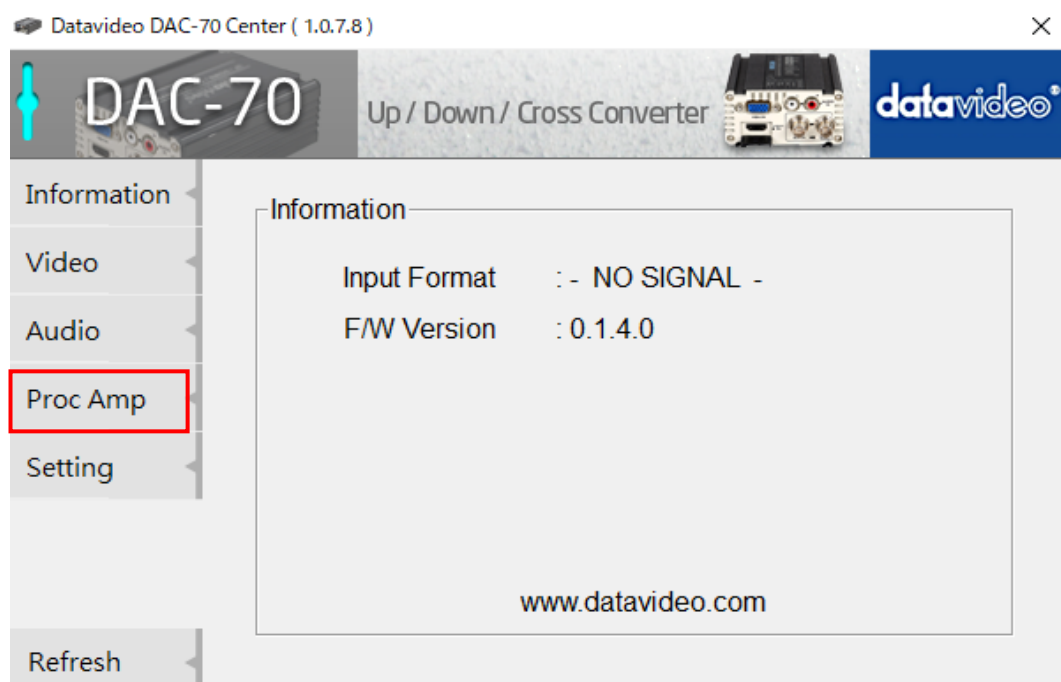 Datavideo DAC-70 Center ( 1.0.7.8 )
DAC-70
Up / Down / Cross Converter
datavideo
Information
Video
Audio
Proc Amp
Setting
Refresh
Information
Input Format : - NO SIGNAL -
F/W Version : 0.1.4.0
www.datavideo.com